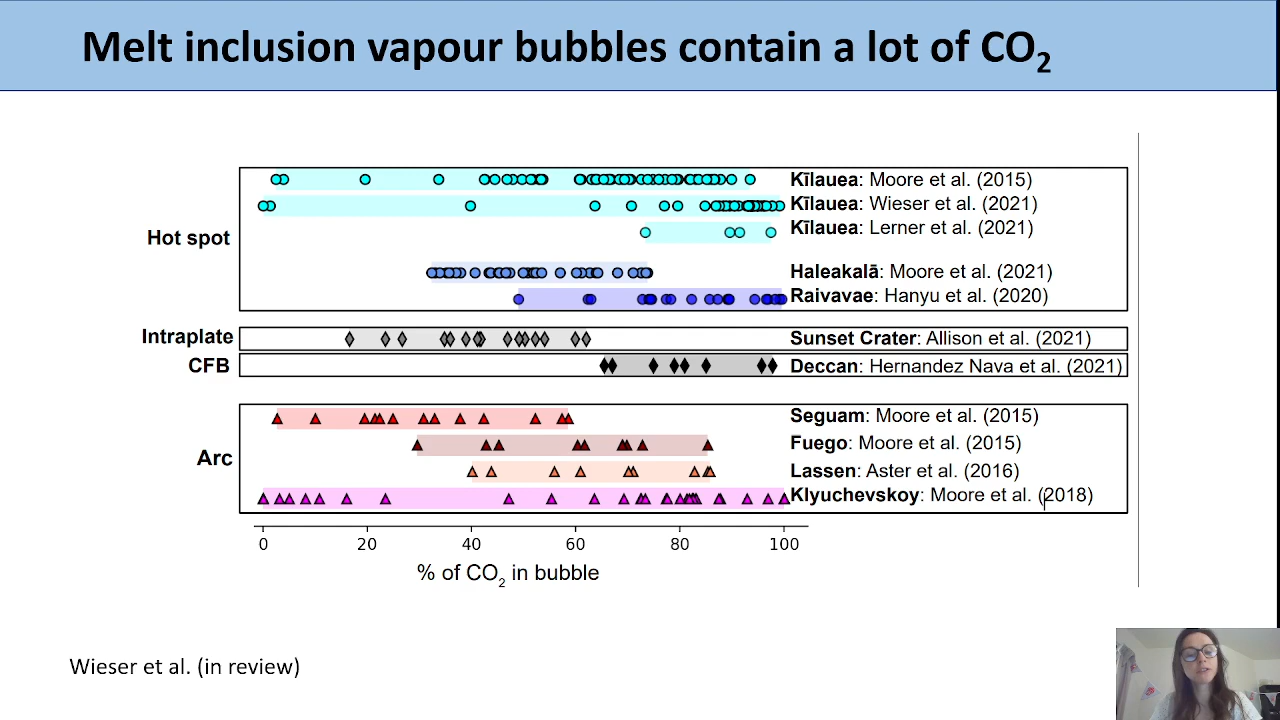 Melt inclusion vapour bubbles contain a lot of CO₂
Hot spot
Kīlauea: Moore et al. (2015)
Kīlauea: Wieser et al. (2021)
Kīlauea: Lerner et al. (2021)
Haleakalā: Moore et al. (2021)
Raivavae: Hanyu et al. (2020)
Intraplate
Sunset Crater: Allison et al. (2021)
CFB
Deccan: Hernandez Nava et al. (2021)
Arc
Seguam: Moore et al. (2015)
Fuego: Moore et al. (2015)
Lassen: Aster et al. (2016)
Klyuchevskoy: Moore et al. (2018)
0 20 40 60 80 100
% of CO₂ in bubble
Wieser et al. (in review)